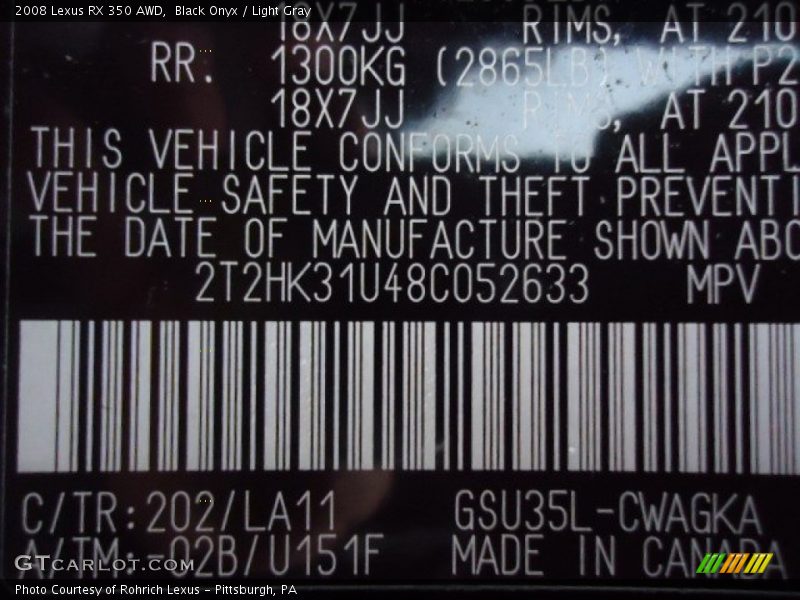 2008 Lexus RX 350 AWD,  Black Onyx / Light Gray
18X7JJ RIMS, AT 210
RR. 1300KG (2865LB) WITH P2
18X7JJ RIMS, AT 210
THIS VEHICLE CONFORMS TO ALL APPL
VEHICLE SAFETY AND THEFT PREVENTI
THE DATE OF MANUFACTURE SHOWN ABO
2T2HK31U48C052633 MPV
C/TR:202/LA11 GSU35L-CWAGKA
A/TM:-02B/U151F MADE IN CANADA
GTCARLOT.COM
Photo Courtesy of Rohrich Lexus - Pittsburgh, PA